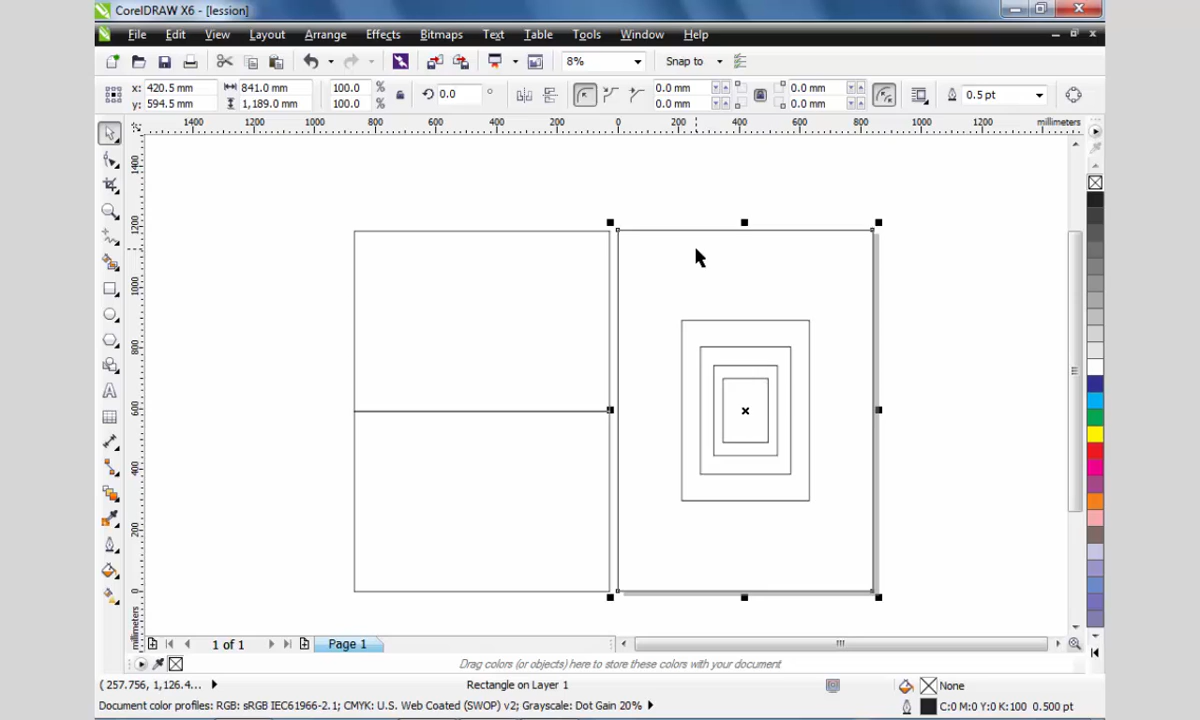 CorelDRAW X6 - [lession]
File Edit View Layout Arrange Effects Bitmaps Text Table Tools Window Help
8% Snap to
x: 420.5 mm 841.0 mm 100.0 % 0.0 ° 0.0 mm 0.0 mm 0.5 pt
y: 594.5 mm 1,189.0 mm 100.0 % 0.0 mm 0.0 mm
1400 1200 1000 800 600 400 200 0 200 400 600 800 1000 1200 millimeters
1400
1200
1000
800
600
400
200
0
millimeters
1 of 1 Page 1
Drag colors (or objects) here to store these colors with your document
( 257.756, 1,126.4... Rectangle on Layer 1 None
Document color profiles: RGB: sRGB IEC61966-2.1; CMYK: U.S. Web Coated (SWOP) v2; Grayscale: Dot Gain 20% C:0 M:0 Y:0 K:100 0.500 pt